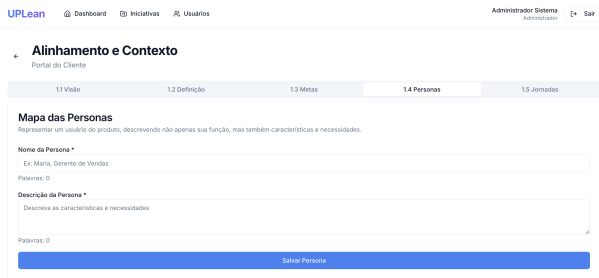 UPLean
Dashboard
Iniciativas
Usuários
Administrador Sistema
Administrador
Sair
Alinhamento e Contexto
Portal do Cliente
1.1 Visão
1.2 Definição
1.3 Metas
1.4 Personas
1.5 Jornadas
Mapa das Personas
Representar um usuário do produto, descrevendo não apenas sua função, mas também características e necessidades.
Nome da Persona *
Ex: Maria, Gerente de Vendas
Palavras: 0
Descrição da Persona *
Descreva as características e necessidades
Palavras: 0
Salvar Persona